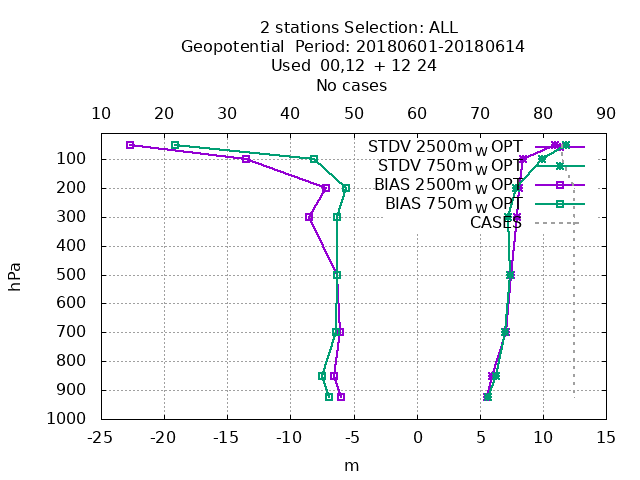 2 stations Selection: ALL
Geopotential  Period: 20180601-20180614
Used  00,12  + 12 24
No cases
10 20 30 40 50 60 70 80 90
STDV 2500m_W OPT
STDV 750m_W OPT
BIAS 2500m_W OPT
BIAS 750m_W OPT
CASES
100
200
300
400
500
600
700
800
900
1000
hPa
-25 -20 -15 -10 -5 0 5 10 15
m